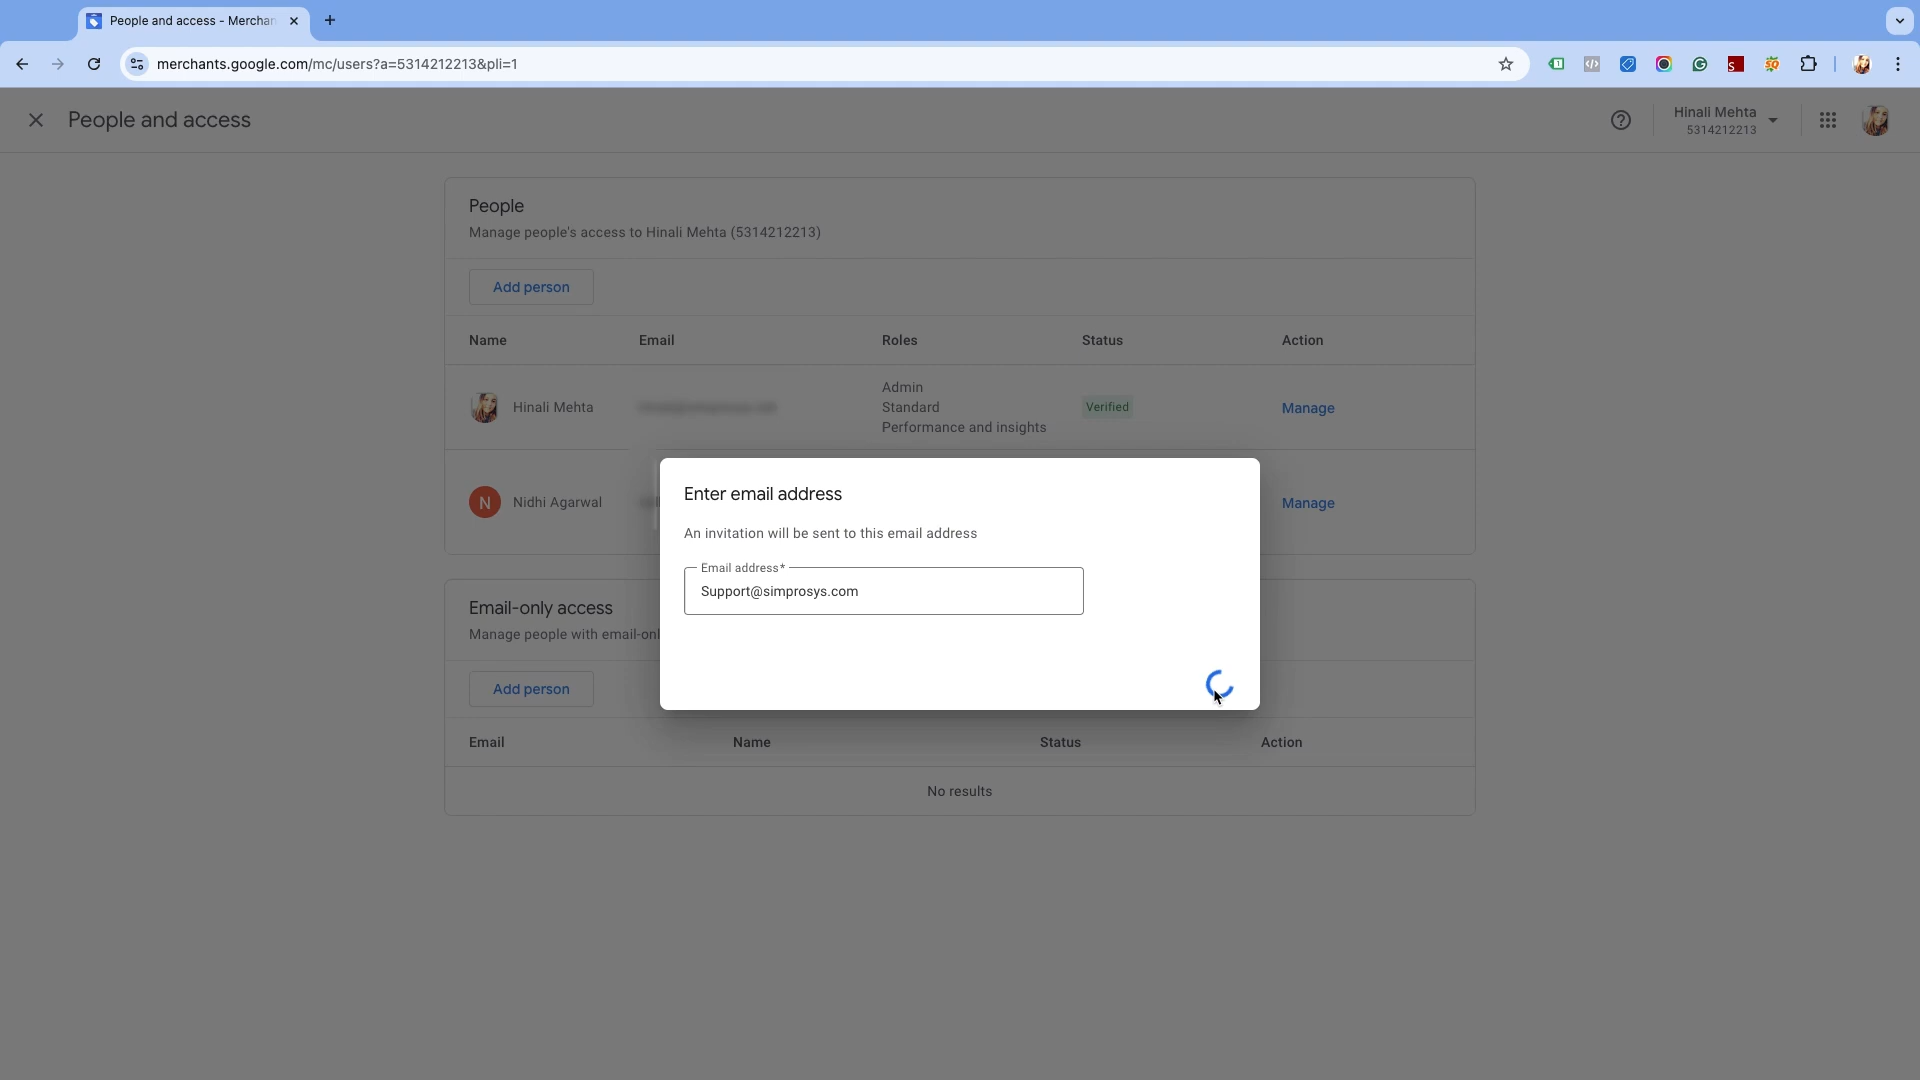 People and access - Merchan
merchants.google.com/mc/users?a=5314212213&pli=1
People and access
Hinali Mehta
5314212213
People
Manage people's access to Hinali Mehta (5314212213)
Add person
Name Email Roles Status Action
Hinali Mehta Admin Standard Performance and insights Verified Manage
N Nidhi Agarwal Manage
Enter email address
An invitation will be sent to this email address
Email address*
Support@simprosys.com
Email-only access
Manage people with email-onl
Add person
Email Name Status Action
No results